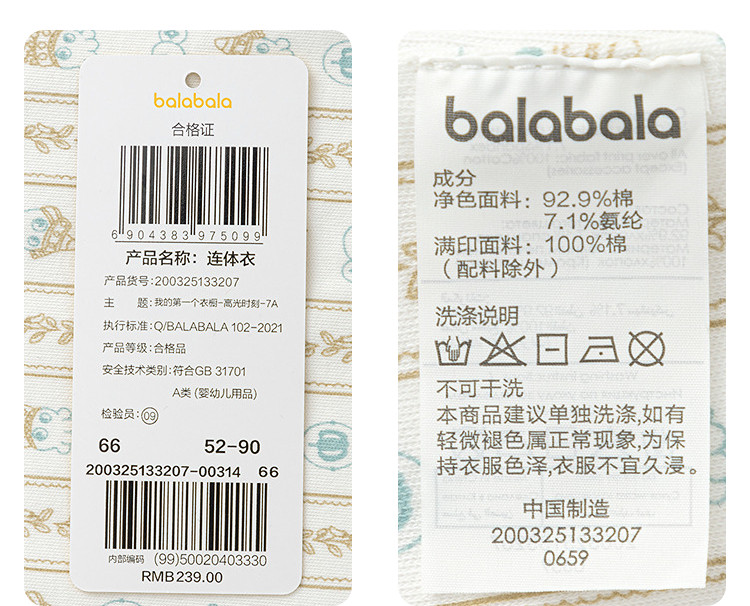 balabala
合格证
6904383975099
产品名称：连体衣
产品货号：200325133207
主 题：我的第一个衣橱-高光时刻-7A
执行标准：Q/BALABALA 102-2021
产品等级：合格品
安全技术类别：符合GB 31701
A类 (婴幼儿用品)
检验员：09
66 52-90
200325133207-00314 66
内部编码 (99)50020403330
RMB239.00
balabala
成分
净色面料：92.9%棉
7.1%氨纶
满印面料：100%棉
（配料除外）
洗涤说明
不可干洗
本商品建议单独洗涤,如有
轻微褪色属正常现象,为保
持衣服色泽,衣服不宜久浸。
中国制造
200325133207
0659